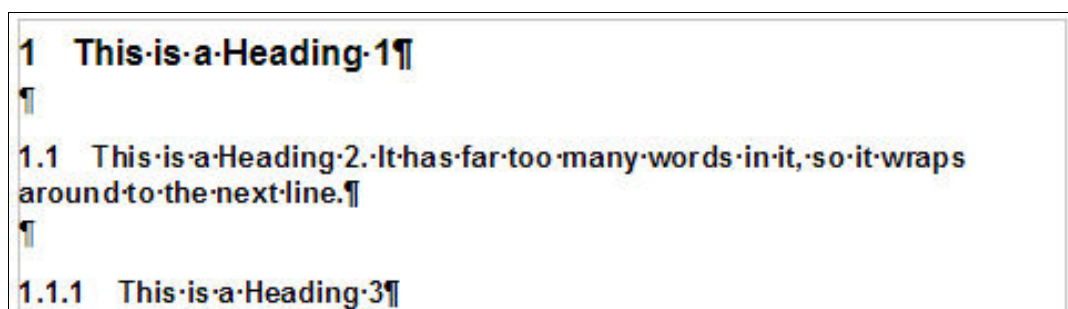 1 This·is·a·Heading·1¶
¶
1.1 This·is·a·Heading·2.·It·has·far·too·many·words·in·it,·so·it·wraps
around·to·the·next·line.¶
¶
1.1.1 This·is·a·Heading·3¶